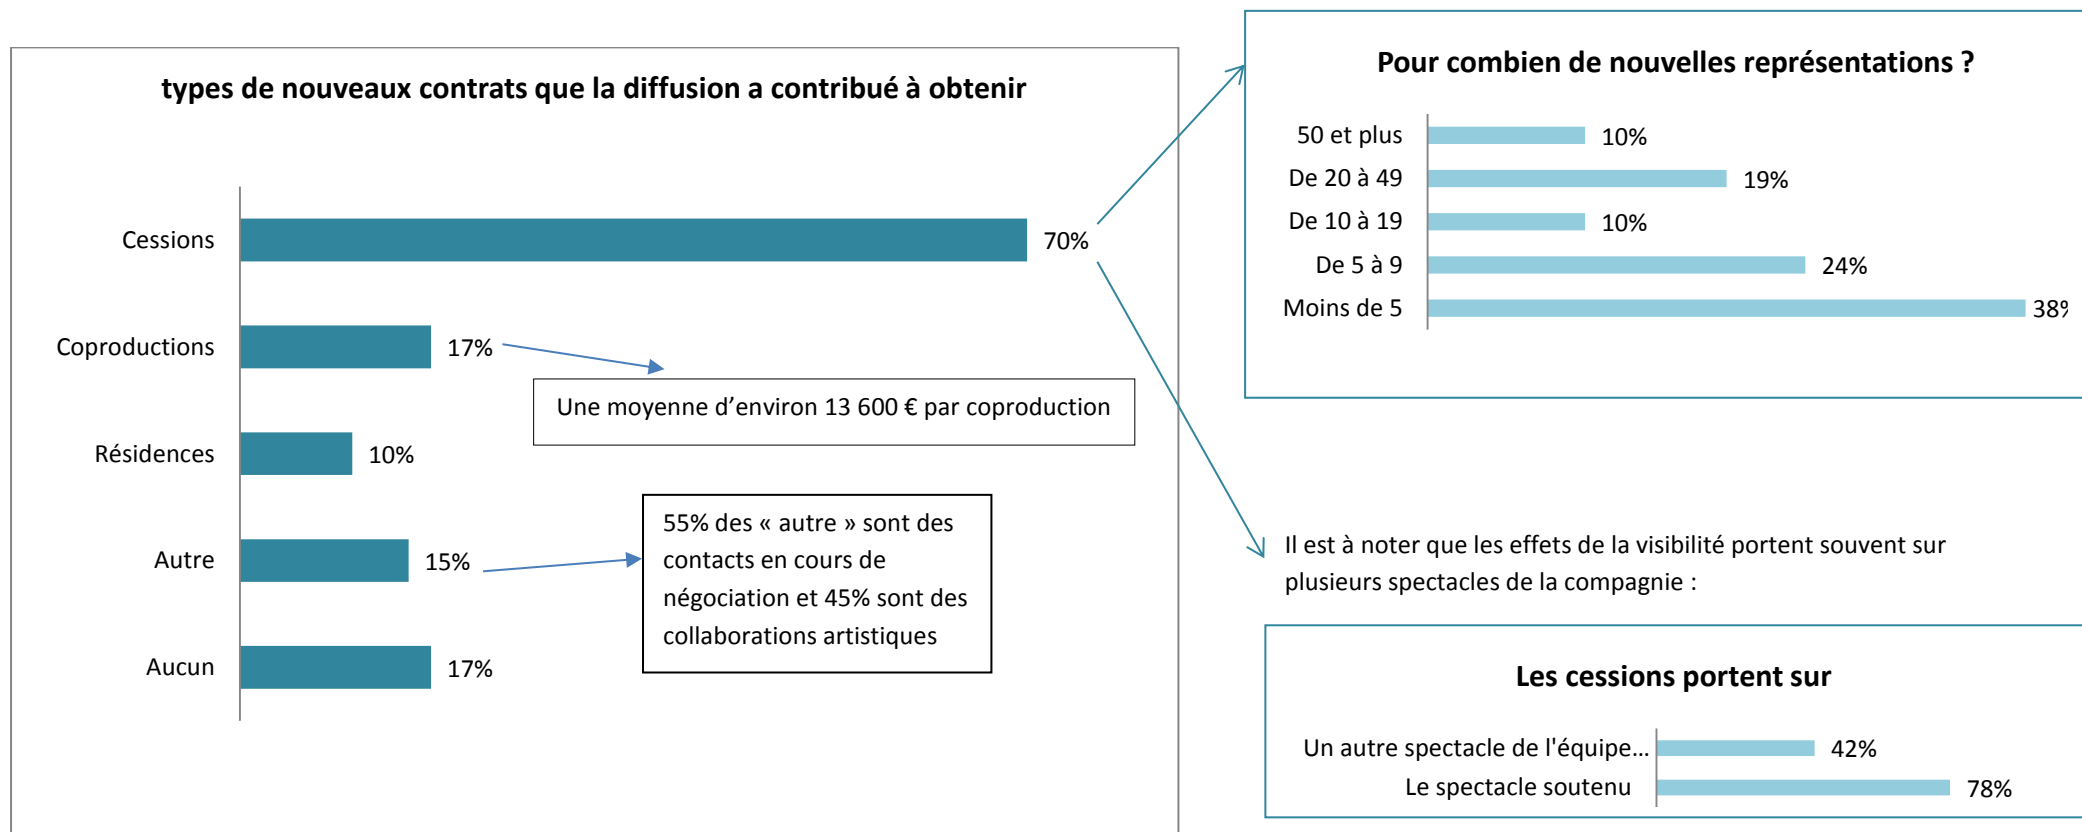 types de nouveaux contrats que la diffusion a contribué à obtenir
Cessions
70%
Coproductions
17%
Une moyenne d’environ 13 600 € par coproduction
Résidences
10%
Autre
15%
55% des « autre » sont des
contacts en cours de
négociation et 45% sont des
collaborations artistiques
Aucun
17%
Pour combien de nouvelles représentations ?
50 et plus
10%
De 20 à 49
19%
De 10 à 19
10%
De 5 à 9
24%
Moins de 5
38%
Il est à noter que les effets de la visibilité portent souvent sur
plusieurs spectacles de la compagnie :
Les cessions portent sur
Un autre spectacle de l'équipe…
42%
Le spectacle soutenu
78%